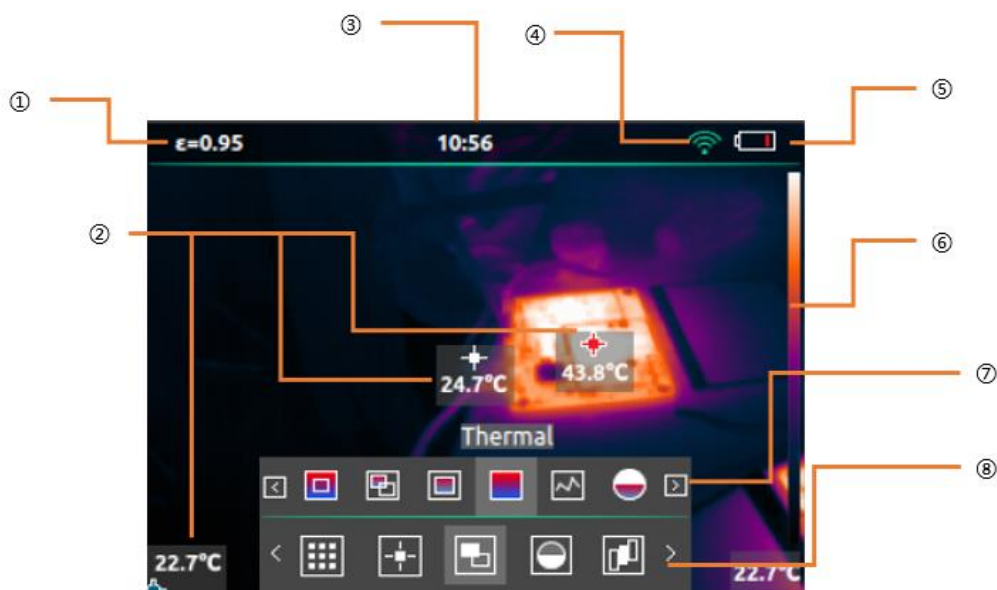 ③
④
①
⑤
ε=0.95
10:56
②
⑥
24.7°C
43.8°C
⑦
Thermal
⑧
22.7°C
22.7°C